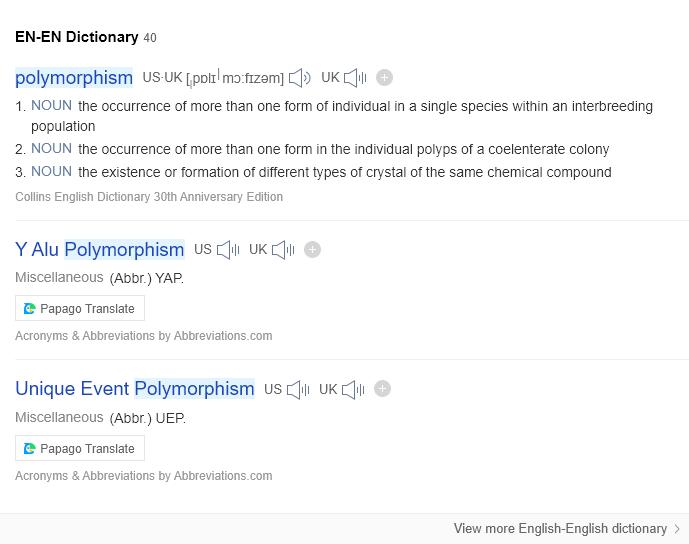 EN-EN Dictionary 40
polymorphism US·UK [ˌpɒlɪˈmɔːfɪzəm] UK
1. NOUN the occurrence of more than one form of individual in a single species within an interbreeding
population
2. NOUN the occurrence of more than one form in the individual polyps of a coelenterate colony
3. NOUN the existence or formation of different types of crystal of the same chemical compound
Collins English Dictionary 30th Anniversary Edition
Y Alu Polymorphism US UK
Miscellaneous (Abbr.) YAP.
Papago Translate
Acronyms & Abbreviations by Abbreviations.com
Unique Event Polymorphism US UK
Miscellaneous (Abbr.) UEP.
Papago Translate
Acronyms & Abbreviations by Abbreviations.com
View more English-English dictionary